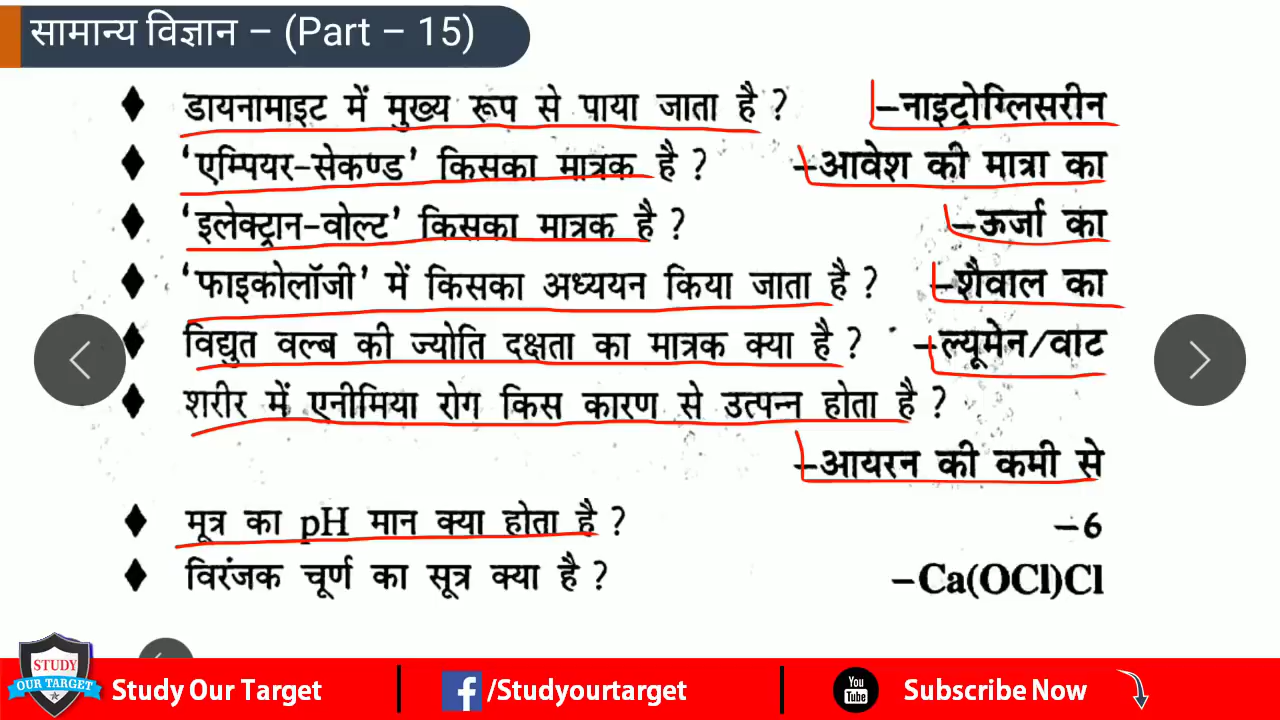 सामान्य विज्ञान – (Part – 15)
♦ डायनामाइट में मुख्य रूप से पाया जाता है ? –नाइट्रोग्लिसरीन
♦ ‘एम्पियर-सेकण्ड’ किसका मात्रक है ? –आवेश की मात्रा का
♦ ‘इलेक्ट्रान-वोल्ट’ किसका मात्रक है ? –ऊर्जा का
♦ ‘फाइकोलॉजी’ में किसका अध्ययन किया जाता है ? –शैवाल का
♦ विद्युत वल्ब की ज्योति दक्षता का मात्रक क्या है ? –ल्यूमेन/वाट
♦ शरीर में एनीमिया रोग किस कारण से उत्पन्न होता है ?
–आयरन की कमी से
♦ मूत्र का pH मान क्या होता है ? –6
♦ विरंजक चूर्ण का सूत्र क्या है ? –Ca(OCl)Cl
STUDY
OUR TARGET
Study Our Target
f /Studyourtarget
You Tube
Subscribe Now